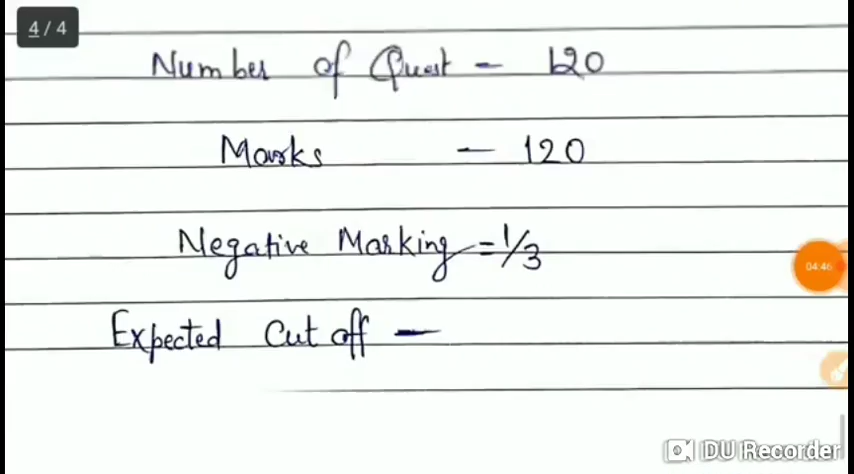 4/4
Number of Quest - 120
Marks - 120
Negative Marking = 1/3
04:46
Expected Cut off -
DU Recorder